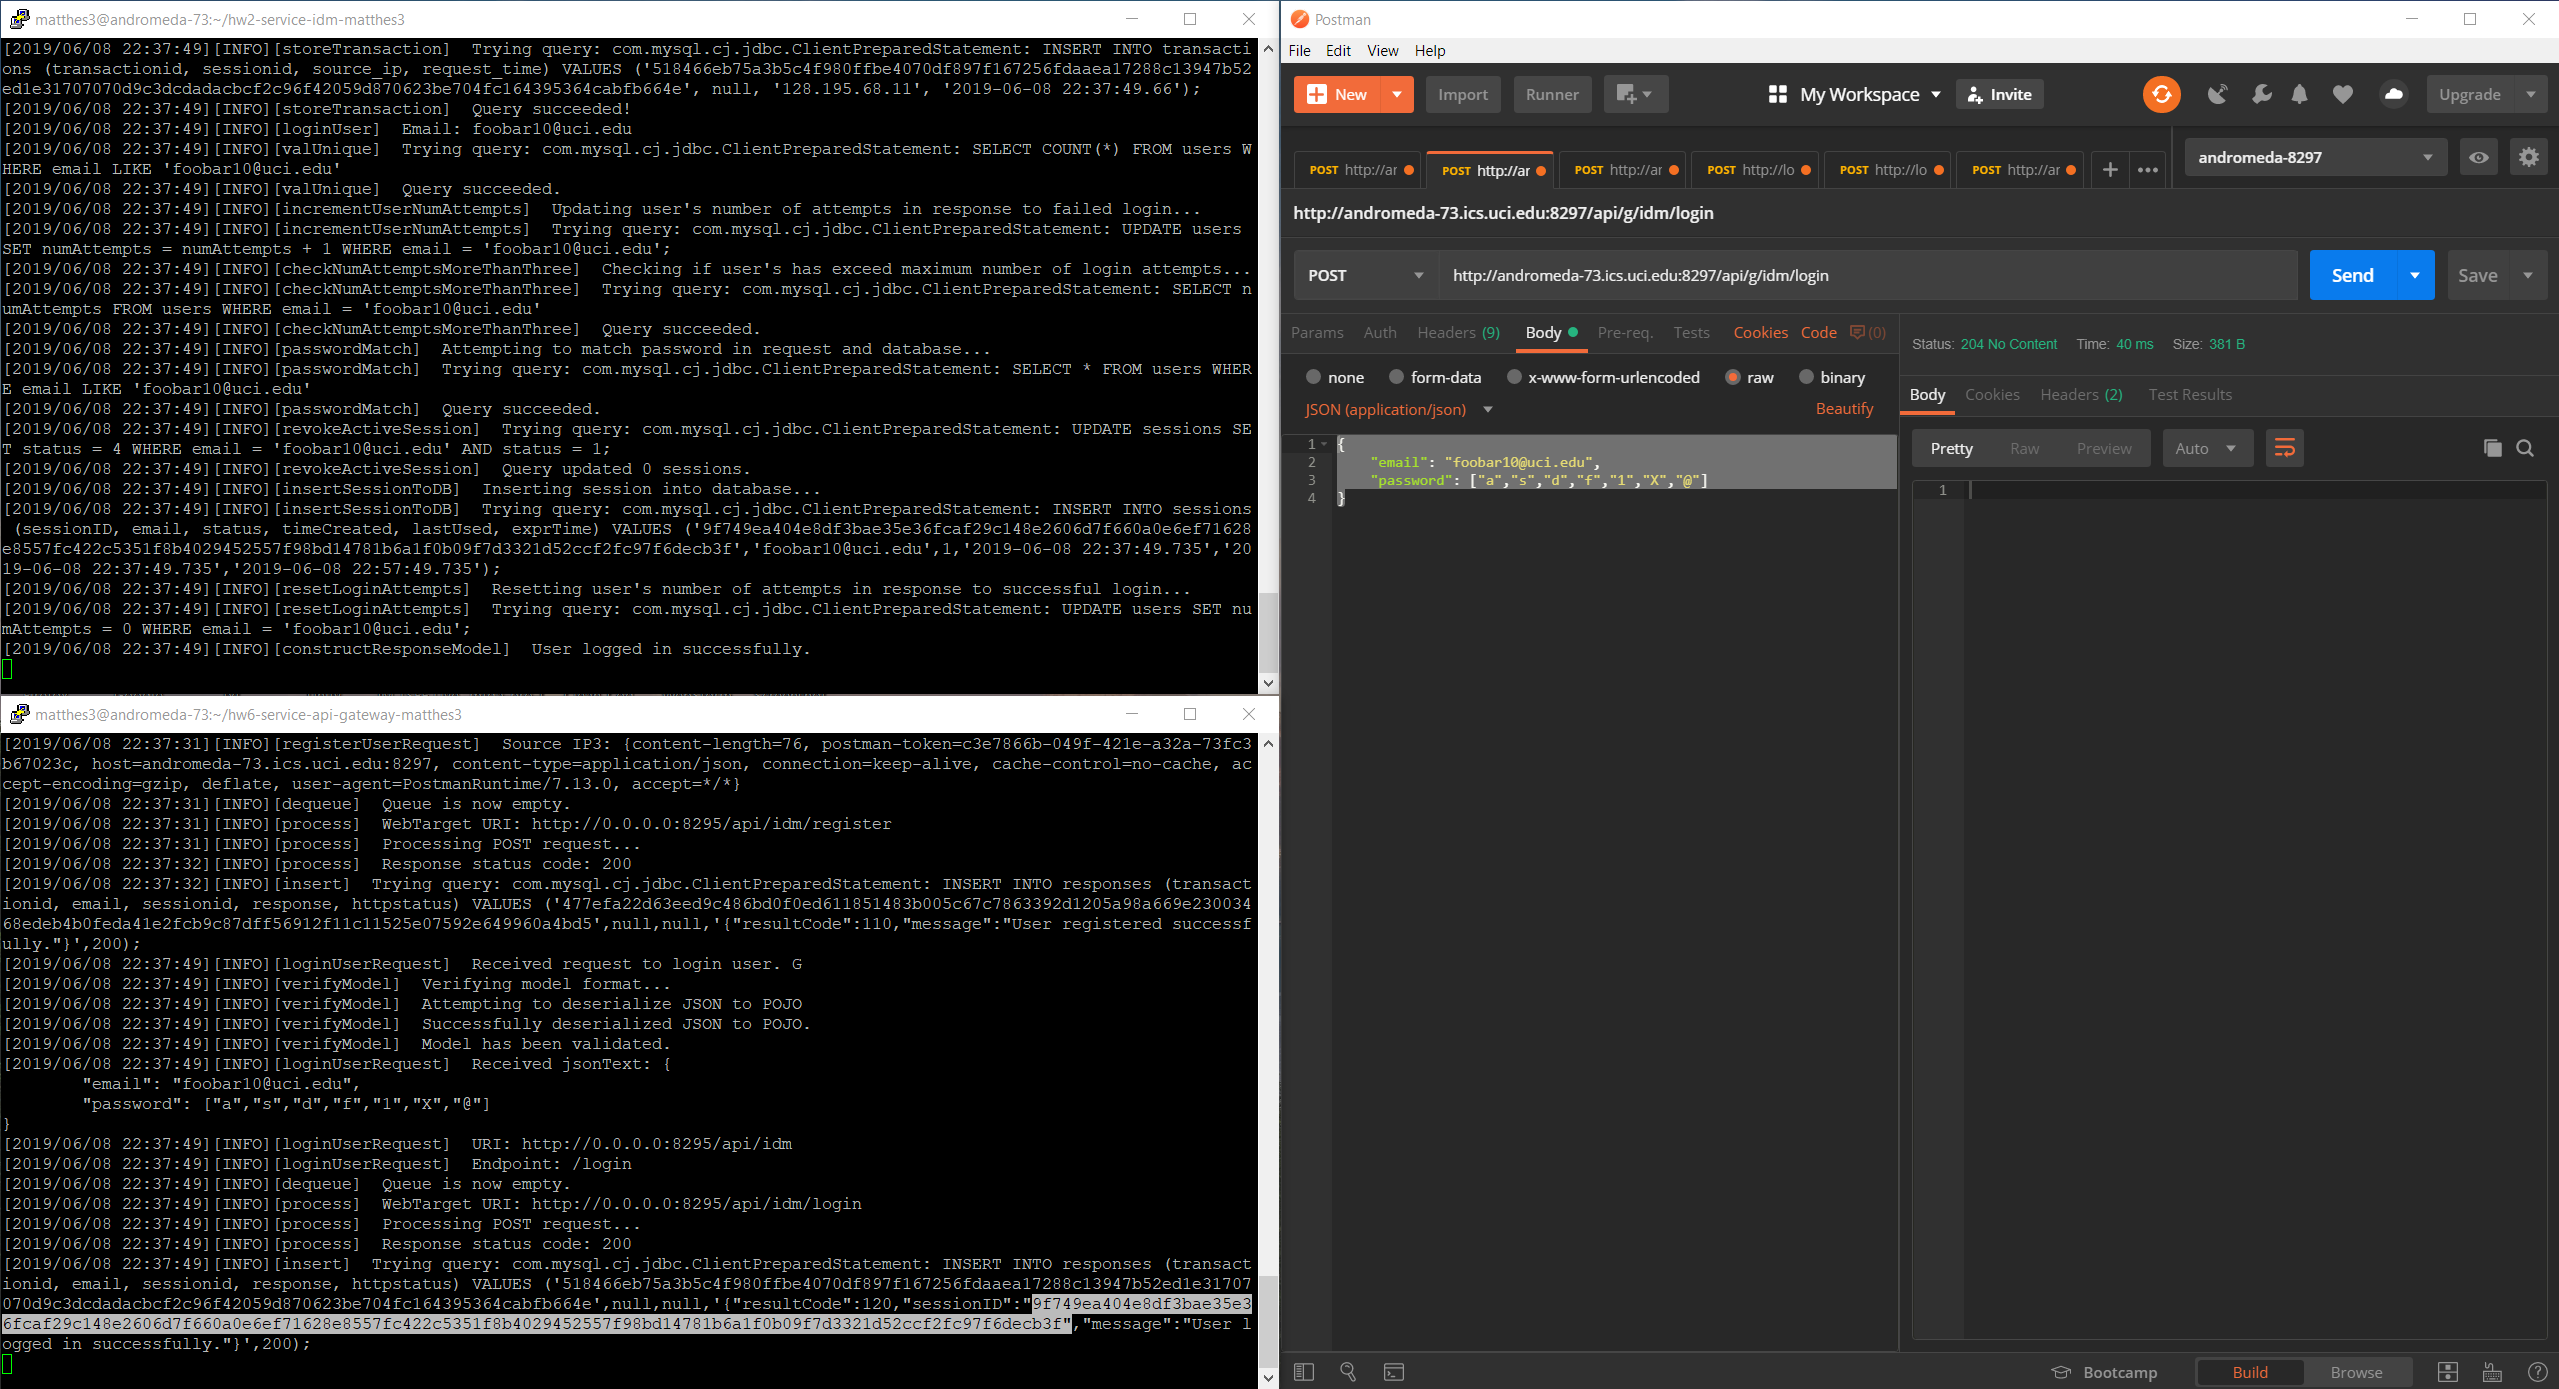 matthes3@andromeda-73:~/hw2-service-idm-matthes3
[2019/06/08 22:37:49][INFO][storeTransaction]  Trying query: com.mysql.cj.jdbc.ClientPreparedStatement: INSERT INTO transacti
ons (transactionid, sessionid, source_ip, request_time) VALUES ('518466eb75a3b5c4f980ffbe4070df897f167256fdaaea17288c13947b52
ed1e31707070d9c3dcdadacbcf2c96f42059d870623be704fc164395364cabfb664e', null, '128.195.68.11', '2019-06-08 22:37:49.66');
[2019/06/08 22:37:49][INFO][storeTransaction]  Query succeeded!
[2019/06/08 22:37:49][INFO][loginUser]  Email: foobar10@uci.edu
[2019/06/08 22:37:49][INFO][valUnique]  Trying query: com.mysql.cj.jdbc.ClientPreparedStatement: SELECT COUNT(*) FROM users W
HERE email LIKE 'foobar10@uci.edu'
[2019/06/08 22:37:49][INFO][valUnique]  Query succeeded.
[2019/06/08 22:37:49][INFO][incrementUserNumAttempts]  Updating user's number of attempts in response to failed login...
[2019/06/08 22:37:49][INFO][incrementUserNumAttempts]  Trying query: com.mysql.cj.jdbc.ClientPreparedStatement: UPDATE users
SET numAttempts = numAttempts + 1 WHERE email = 'foobar10@uci.edu';
[2019/06/08 22:37:49][INFO][checkNumAttemptsMoreThanThree]  Checking if user's has exceed maximum number of login attempts...
[2019/06/08 22:37:49][INFO][checkNumAttemptsMoreThanThree]  Trying query: com.mysql.cj.jdbc.ClientPreparedStatement: SELECT n
umAttempts FROM users WHERE email = 'foobar10@uci.edu'
[2019/06/08 22:37:49][INFO][checkNumAttemptsMoreThanThree]  Query succeeded.
[2019/06/08 22:37:49][INFO][passwordMatch]  Attempting to match password in request and database...
[2019/06/08 22:37:49][INFO][passwordMatch]  Trying query: com.mysql.cj.jdbc.ClientPreparedStatement: SELECT * FROM users WHER
E email LIKE 'foobar10@uci.edu'
[2019/06/08 22:37:49][INFO][passwordMatch]  Query succeeded.
[2019/06/08 22:37:49][INFO][revokeActiveSession]  Trying query: com.mysql.cj.jdbc.ClientPreparedStatement: UPDATE sessions SE
T status = 4 WHERE email = 'foobar10@uci.edu' AND status = 1;
[2019/06/08 22:37:49][INFO][revokeActiveSession]  Query updated 0 sessions.
[2019/06/08 22:37:49][INFO][insertSessionToDB]  Inserting session into database...
[2019/06/08 22:37:49][INFO][insertSessionToDB]  Trying query: com.mysql.cj.jdbc.ClientPreparedStatement: INSERT INTO sessions
 (sessionID, email, status, timeCreated, lastUsed, exprTime) VALUES ('9f749ea404e8df3bae35e36fcaf29c148e2606d7f660a0e6ef71628
e8557fc422c5351f8b4029452557f98bd14781b6a1f0b09f7d3321d52ccf2fc97f6decb3f','foobar10@uci.edu',1,'2019-06-08 22:37:49.735','20
19-06-08 22:37:49.735','2019-06-08 22:57:49.735');
[2019/06/08 22:37:49][INFO][resetLoginAttempts]  Resetting user's number of attempts in response to successful login...
[2019/06/08 22:37:49][INFO][resetLoginAttempts]  Trying query: com.mysql.cj.jdbc.ClientPreparedStatement: UPDATE users SET nu
mAttempts = 0 WHERE email = 'foobar10@uci.edu';
[2019/06/08 22:37:49][INFO][constructResponseModel]  User logged in successfully.
matthes3@andromeda-73:~/hw6-service-api-gateway-matthes3
[2019/06/08 22:37:31][INFO][registerUserRequest]  Source IP3: {content-length=76, postman-token=c3e7866b-049f-421e-a32a-73fc3
b67023c, host=andromeda-73.ics.uci.edu:8297, content-type=application/json, connection=keep-alive, cache-control=no-cache, ac
cept-encoding=gzip, deflate, user-agent=PostmanRuntime/7.13.0, accept=*/*}
[2019/06/08 22:37:31][INFO][dequeue]  Queue is now empty.
[2019/06/08 22:37:31][INFO][process]  WebTarget URI: http://0.0.0.0:8295/api/idm/register
[2019/06/08 22:37:31][INFO][process]  Processing POST request...
[2019/06/08 22:37:32][INFO][process]  Response status code: 200
[2019/06/08 22:37:32][INFO][insert]  Trying query: com.mysql.cj.jdbc.ClientPreparedStatement: INSERT INTO responses (transact
ionid, email, sessionid, response, httpstatus) VALUES ('477efa22d63eed9c486bd0f0ed611851483b005c67c7863392d1205a98a669e230034
68edeb4b0feda41e2fcb9c87dff56912f11c11525e07592e649960a4bd5',null,null,'{"resultCode":110,"message":"User registered successf
ully."}',200);
[2019/06/08 22:37:49][INFO][loginUserRequest]  Received request to login user. G
[2019/06/08 22:37:49][INFO][verifyModel]  Verifying model format...
[2019/06/08 22:37:49][INFO][verifyModel]  Attempting to deserialize JSON to POJO
[2019/06/08 22:37:49][INFO][verifyModel]  Successfully deserialized JSON to POJO.
[2019/06/08 22:37:49][INFO][verifyModel]  Model has been validated.
[2019/06/08 22:37:49][INFO][loginUserRequest]  Received jsonText: {
        "email": "foobar10@uci.edu",
        "password": ["a","s","d","f","1","X","@"]
}
[2019/06/08 22:37:49][INFO][loginUserRequest]  URI: http://0.0.0.0:8295/api/idm
[2019/06/08 22:37:49][INFO][loginUserRequest]  Endpoint: /login
[2019/06/08 22:37:49][INFO][dequeue]  Queue is now empty.
[2019/06/08 22:37:49][INFO][process]  WebTarget URI: http://0.0.0.0:8295/api/idm/login
[2019/06/08 22:37:49][INFO][process]  Processing POST request...
[2019/06/08 22:37:49][INFO][process]  Response status code: 200
[2019/06/08 22:37:49][INFO][insert]  Trying query: com.mysql.cj.jdbc.ClientPreparedStatement: INSERT INTO responses (transact
ionid, email, sessionid, response, httpstatus) VALUES ('518466eb75a3b5c4f980ffbe4070df897f167256fdaaea17288c13947b52ed1e31707
070d9c3dcdadacbcf2c96f42059d870623be704fc164395364cabfb664e',null,null,'{"resultCode":120,"sessionID":"9f749ea404e8df3bae35e3
6fcaf29c148e2606d7f660a0e6ef71628e8557fc422c5351f8b4029452557f98bd14781b6a1f0b09f7d3321d52ccf2fc97f6decb3f","message":"User l
ogged in successfully."}',200);
Postman
File Edit View Help
New Import Runner My Workspace Invite Upgrade
POST http://ar POST http://ar POST http://ar POST http://lo POST http://lo POST http://ar andromeda-8297
http://andromeda-73.ics.uci.edu:8297/api/g/idm/login
POST http://andromeda-73.ics.uci.edu:8297/api/g/idm/login Send Save
Params Auth Headers (9) Body Pre-req. Tests Cookies Code (0)
none form-data x-www-form-urlencoded raw binary
JSON (application/json) Beautify
1 {
2 "email": "foobar10@uci.edu",
3 "password": ["a","s","d","f","1","X","@"]
4 }
Status: 204 No Content Time: 40 ms Size: 381 B
Body Cookies Headers (2) Test Results
Pretty Raw Preview Auto
1
Bootcamp Build Browse